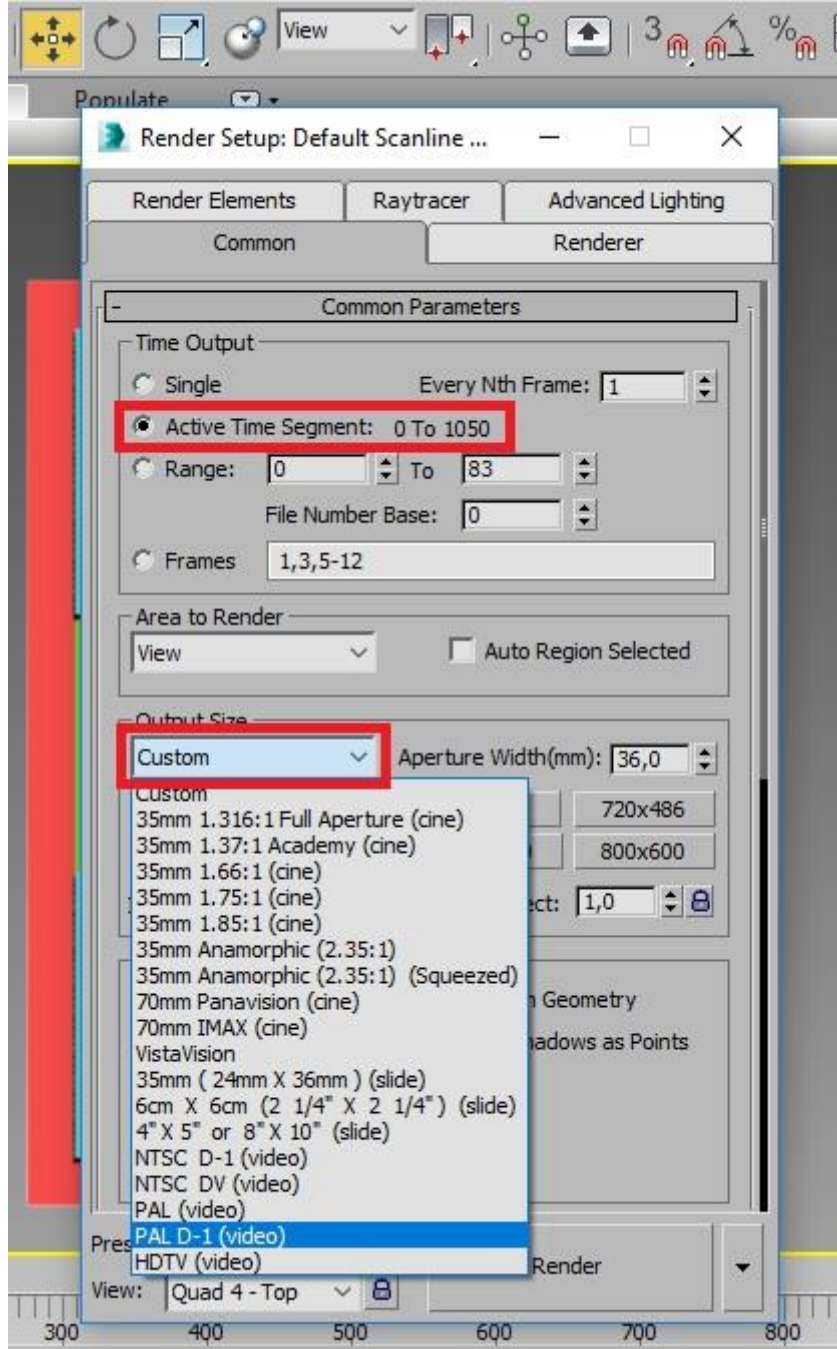 View
3
%
Populate
Render Setup: Default Scanline ...
Render Elements Raytracer Advanced Lighting
Common Renderer
- Common Parameters
Time Output
Single Every Nth Frame: 1
Active Time Segment: 0 To 1050
Range: 0 To 83
File Number Base: 0
Frames 1,3,5-12
Area to Render
View Auto Region Selected
Output Size
Custom Aperture Width(mm): 36,0
Custom
35mm 1.316:1 Full Aperture (cine)
720x486
35mm 1.37:1 Academy (cine)
800x600
35mm 1.66:1 (cine)
35mm 1.75:1 (cine)
ect: 1,0
35mm 1.85:1 (cine)
35mm Anamorphic (2.35:1)
35mm Anamorphic (2.35:1) (Squeezed)
70mm Panavision (cine)
Geometry
70mm IMAX (cine)
adows as Points
VistaVision
35mm ( 24mm X 36mm ) (slide)
6cm X 6cm (2 1/4" X 2 1/4") (slide)
4" X 5" or 8" X 10" (slide)
NTSC D-1 (video)
NTSC DV (video)
PAL (video)
PAL D-1 (video)
Pres
HDTV (video)
Render
View: Quad 4 - Top
300 400 500 600 700 800